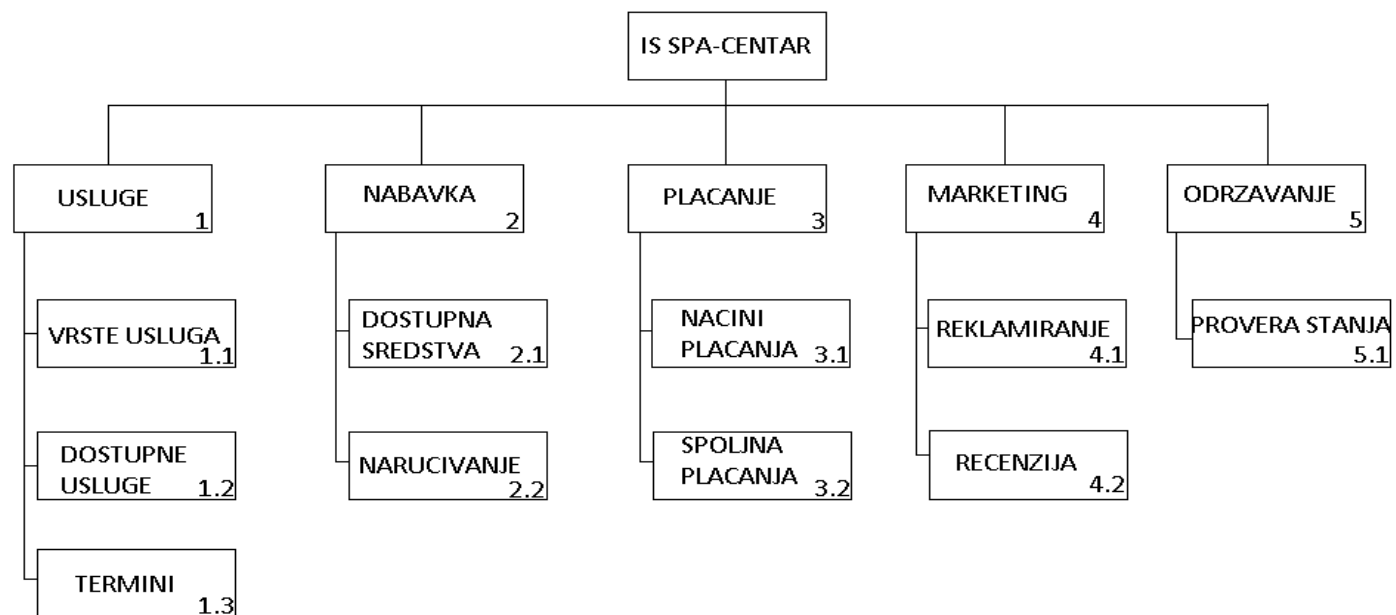 IS SPA-CENTAR
USLUGE
1
NABAVKA
2
PLACANJE
3
MARKETING
4
ODRZAVANJE
5
VRSTE USLUGA
1.1
DOSTUPNE
USLUGE
1.2
TERMINI
1.3
DOSTUPNA
SREDSTVA
2.1
NARUCIVANJE
2.2
NACINI
PLACANJA
3.1
SPOLJNA
PLACANJA
3.2
REKLAMIRANJE
4.1
RECENZIJA
4.2
PROVERA STANJA
5.1